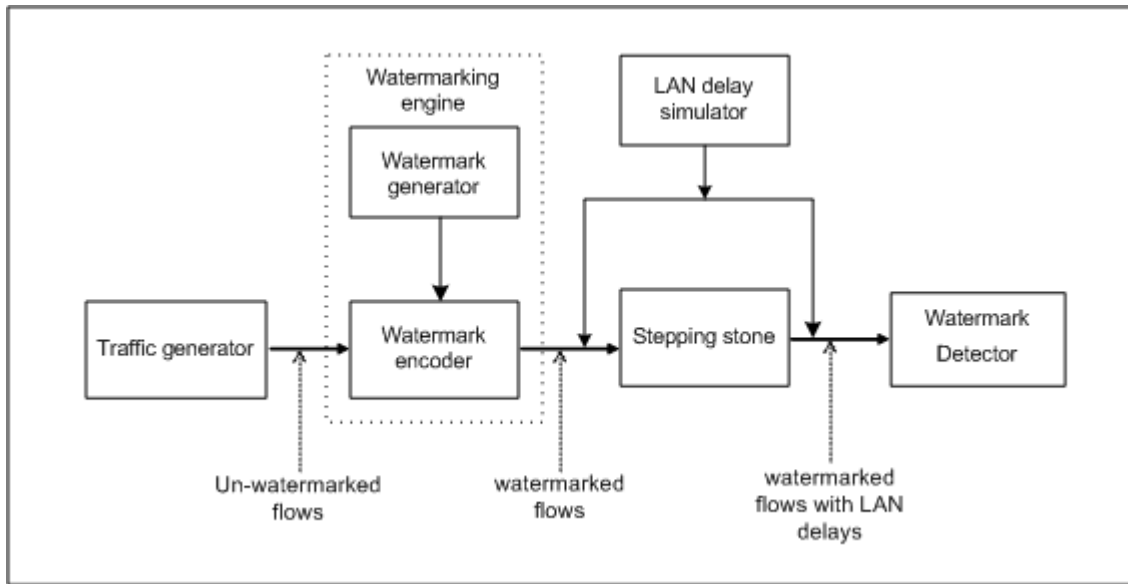 Watermarking
engine
LAN delay
simulator
Watermark
generator
Traffic generator
Watermark
encoder
Stepping stone
Watermark
Detector
Un-watermarked
flows
watermarked
flows
watermarked
flows with LAN
delays